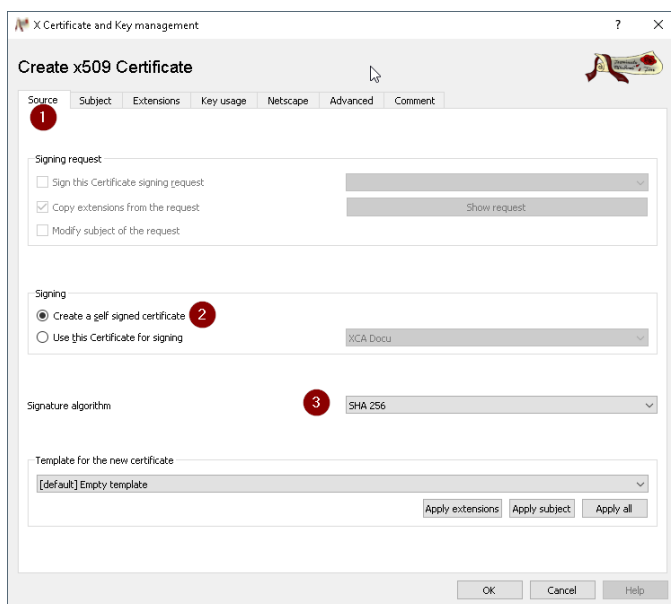 X Certificate and Key management
?
Create x509 Certificate
Source Subject Extensions Key usage Netscape Advanced Comment
1
Signing request
Sign this Certificate signing request
Copy extensions from the request Show request
Modify subject of the request
Signing
Create a self signed certificate 2
Use this Certificate for signing XCA Docu
Signature algorithm 3 SHA 256
Template for the new certificate
[default] Empty template
Apply extensions Apply subject Apply all
OK Cancel Help